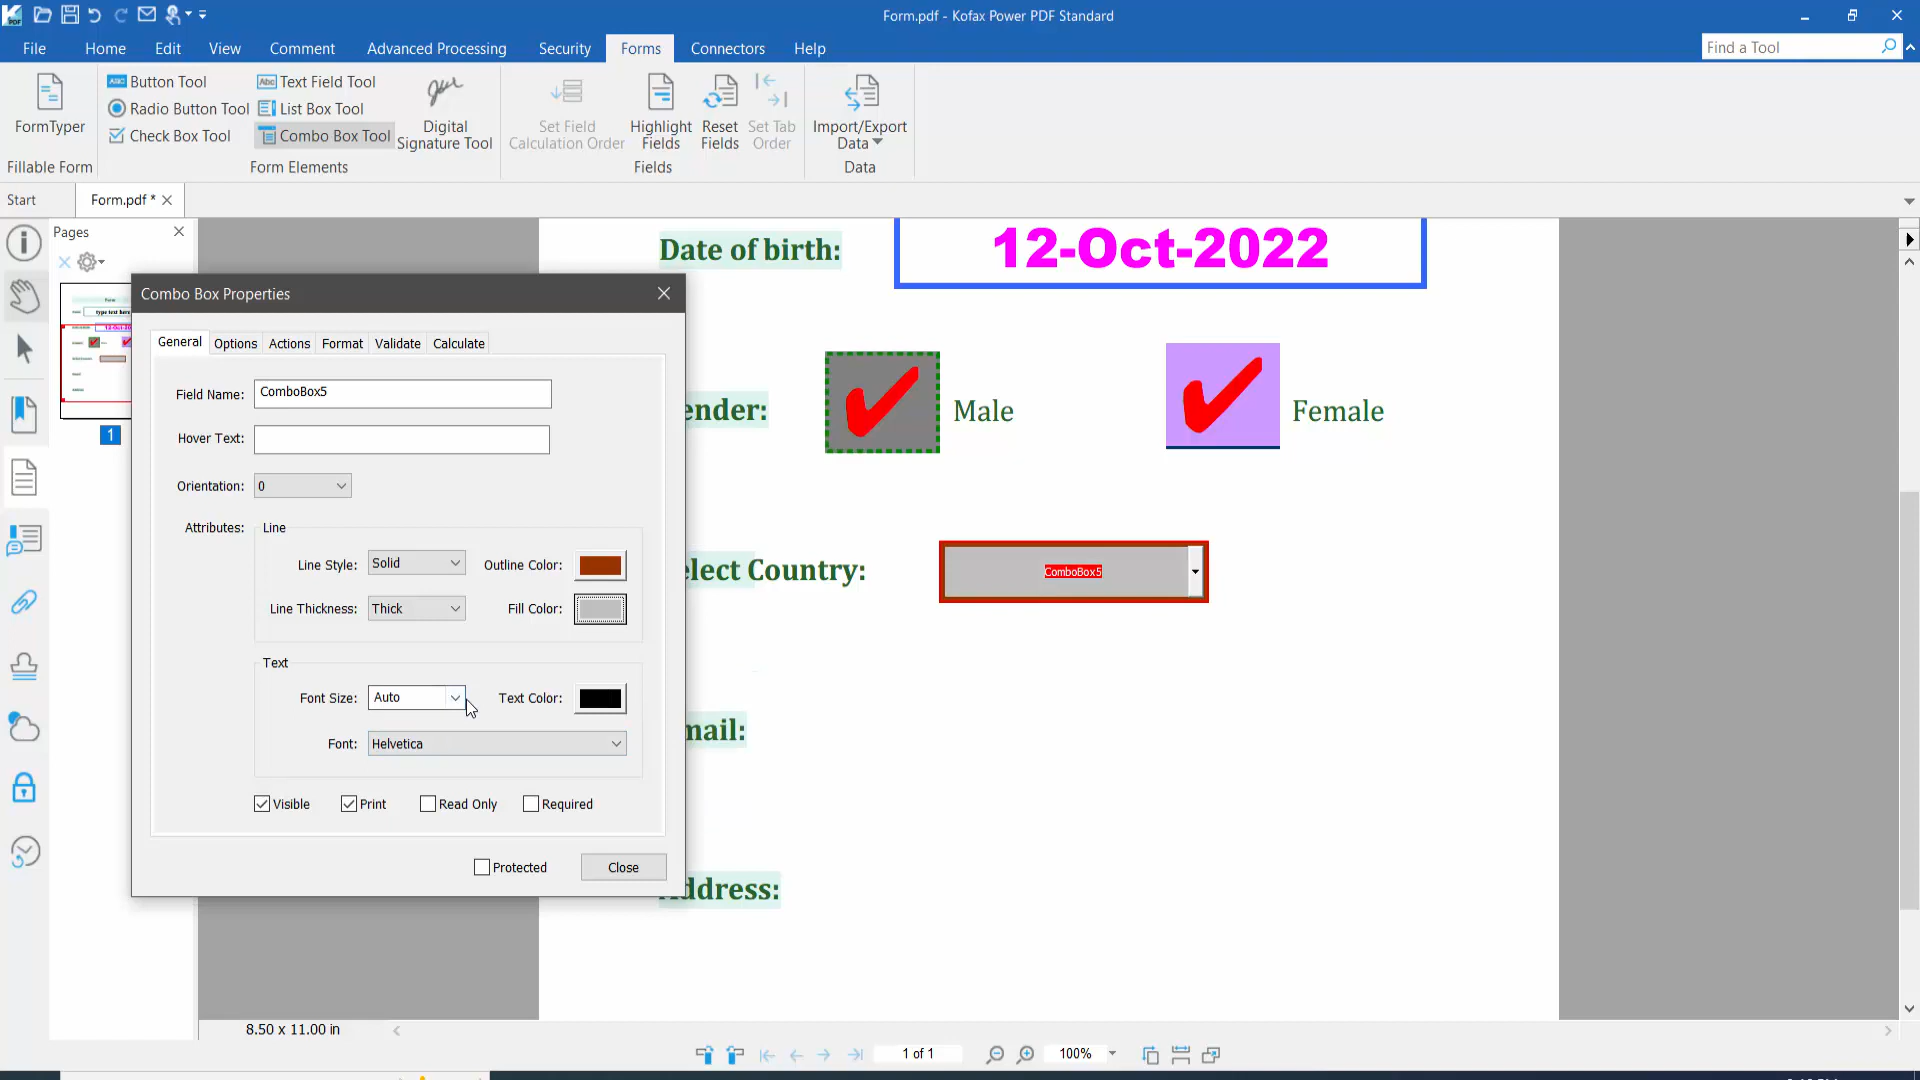 Form.pdf - Kofax Power PDF Standard
File Home Edit View Comment Advanced Processing Security Forms Connectors Help
Find a Tool
Button Tool
Text Field Tool
Radio Button Tool
List Box Tool
Check Box Tool
Combo Box Tool
FormTyper
Digital
Signature Tool
Set Field
Calculation Order
Highlight
Fields
Reset
Fields
Set Tab
Order
Import/Export
Data
Fillable Form
Form Elements
Fields
Data
Start
Form.pdf *
Pages
1
Date of birth:
12-Oct-2022
ender:
Male
Female
elect Country:
ComboBox5
mail:
ddress:
Combo Box Properties
General Options Actions Format Validate Calculate
Field Name: ComboBox5
Hover Text:
Orientation: 0
Attributes: Line
Line Style: Solid Outline Color:
Line Thickness: Thick Fill Color:
Text
Font Size: Auto Text Color:
Font: Helvetica
Visible Print Read Only Required
Protected Close
8.50 x 11.00 in
1 of 1
100%